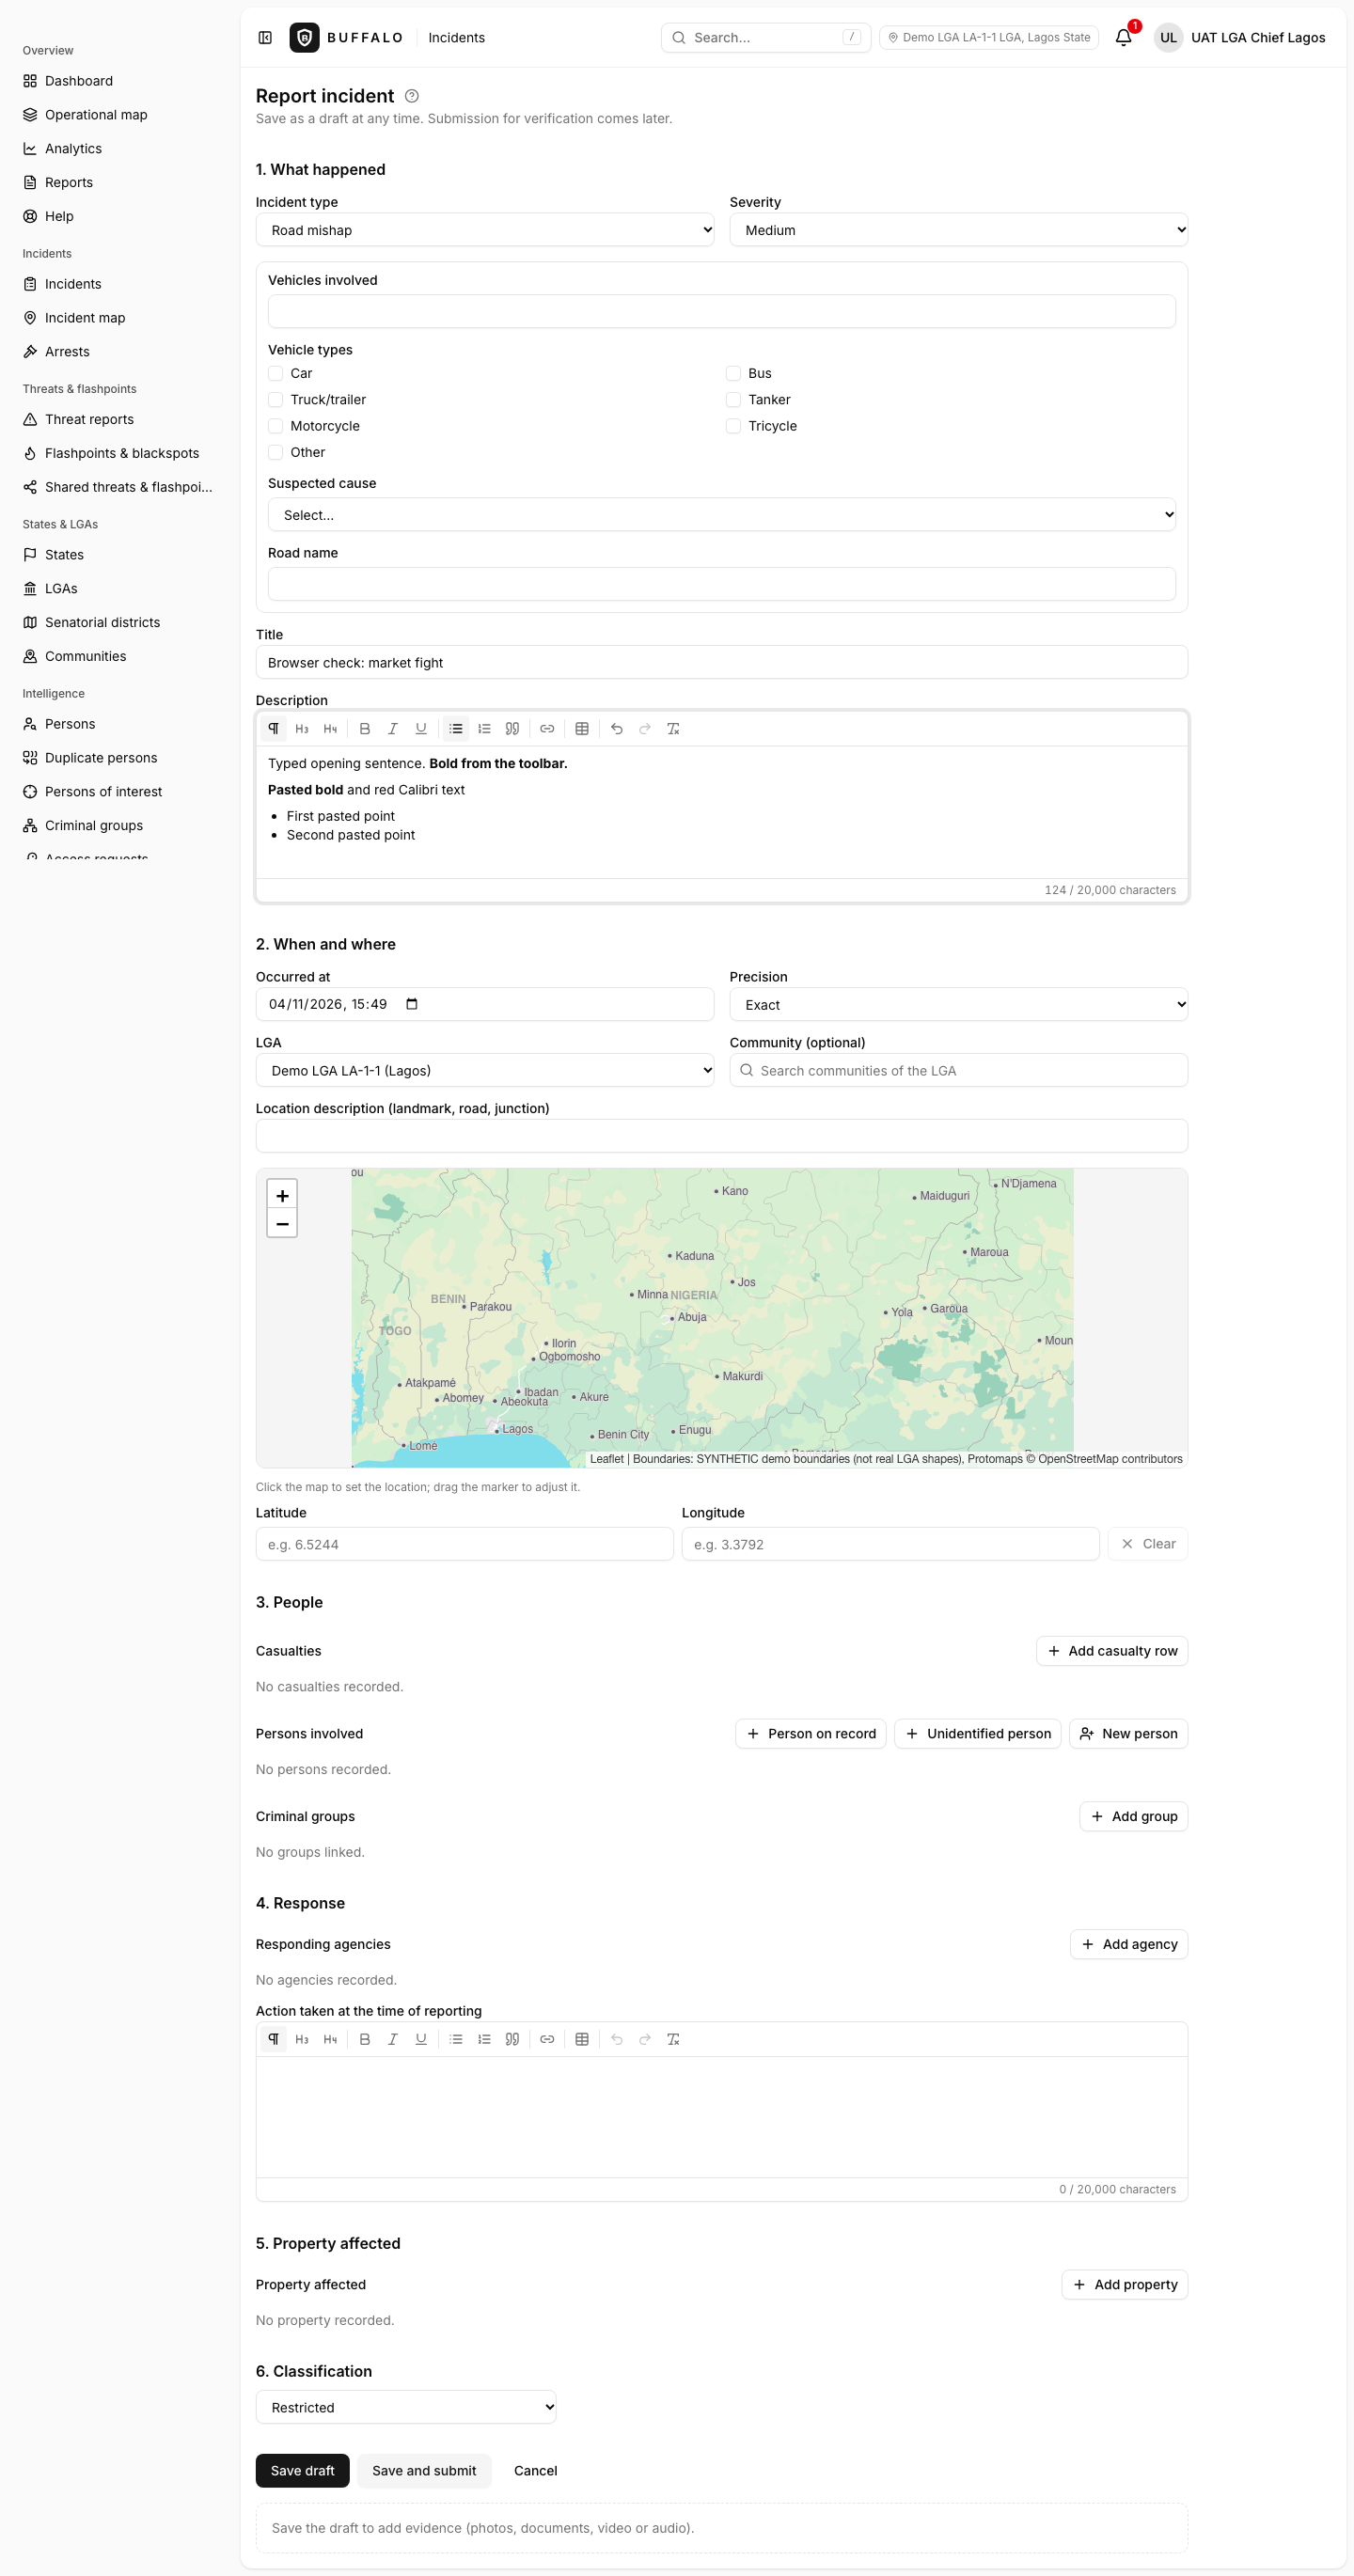 Overview
Dashboard
Operational map
Analytics
Reports
Help
Incidents
Incidents
Incident map
Arrests
Threats & flashpoints
Threat reports
Flashpoints & blackspots
Shared threats & flashpoi...
States & LGAs
States
LGAs
Senatorial districts
Communities
Intelligence
Persons
Duplicate persons
Persons of interest
Criminal groups
Access requests
BUFFALO
Incidents
Search...
/
Demo LGA LA-1-1 LGA, Lagos State
1
UL
UAT LGA Chief Lagos
Report incident
Save as a draft at any time. Submission for verification comes later.
1. What happened
Incident type
Severity
Road mishap
Medium
Vehicles involved
Vehicle types
Car
Bus
Truck/trailer
Tanker
Motorcycle
Tricycle
Other
Suspected cause
Select...
Road name
Title
Browser check: market fight
Description
H3 H4 B I U
Typed opening sentence. Bold from the toolbar.
Pasted bold and red Calibri text
• First pasted point
• Second pasted point
124 / 20,000 characters
2. When and where
Occurred at
Precision
04/11/2026, 15:49
Exact
LGA
Community (optional)
Demo LGA LA-1-1 (Lagos)
Search communities of the LGA
Location description (landmark, road, junction)
+
−
ou
Kano
Maiduguri
N'Djamena
Kaduna
Maroua
Jos
Minna
NIGERIA
BENIN
Parakou
Abuja
Yola
Garoua
TOGO
Ilorin
Moun
Ogbomosho
Makurdi
Atakpamé
Ibadan
Abomey
Abeokuta
Akure
Lagos
Enugu
Benin City
Lomé
Leaflet | Boundaries: SYNTHETIC demo boundaries (not real LGA shapes), Protomaps © OpenStreetMap contributors
Click the map to set the location; drag the marker to adjust it.
Latitude
Longitude
e.g. 6.5244
e.g. 3.3792
Clear
3. People
Casualties
Add casualty row
No casualties recorded.
Persons involved
Person on record
Unidentified person
New person
No persons recorded.
Criminal groups
Add group
No groups linked.
4. Response
Responding agencies
Add agency
No agencies recorded.
Action taken at the time of reporting
H3 H4 B I U
0 / 20,000 characters
5. Property affected
Property affected
Add property
No property recorded.
6. Classification
Restricted
Save draft
Save and submit
Cancel
Save the draft to add evidence (photos, documents, video or audio).